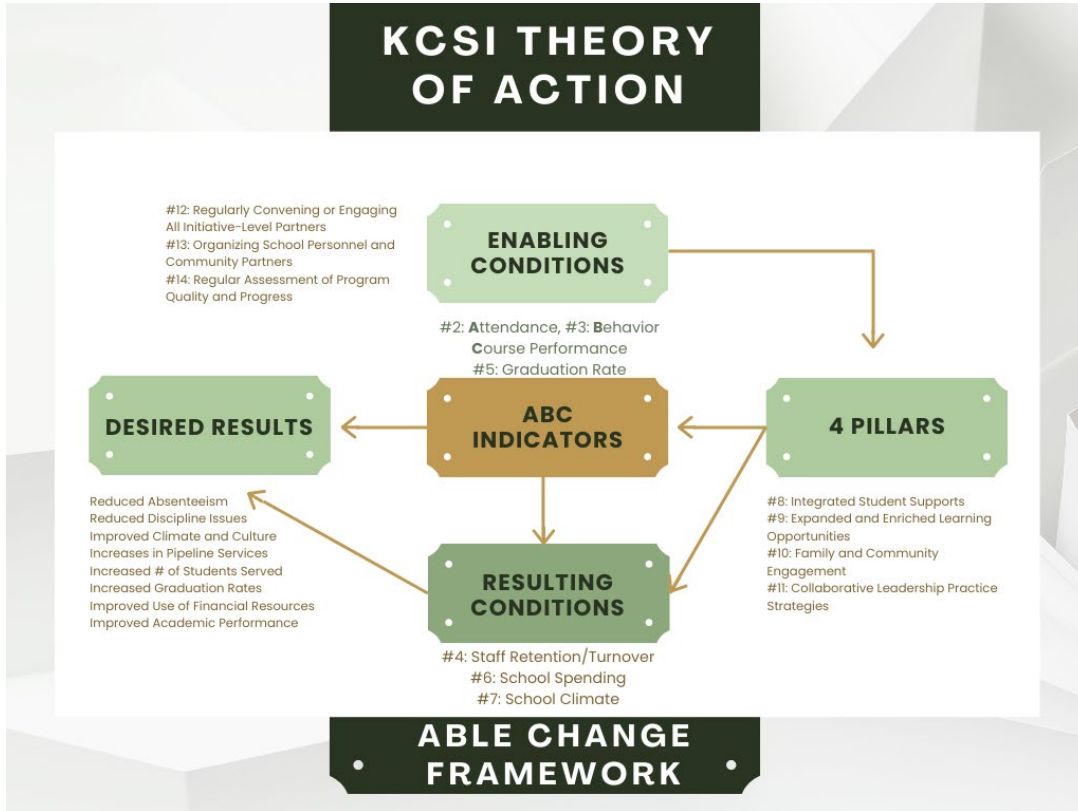 KCSI THEORY
OF ACTION
#12: Regularly Convening or Engaging
All Initiative-Level Partners
#13: Organizing School Personnel and
Community Partners
#14: Regular Assessment of Program
Quality and Progress
ENABLING
CONDITIONS
#2: Attendance, #3: Behavior
Course Performance
#5: Graduation Rate
DESIRED RESULTS
ABC
INDICATORS
4 PILLARS
Reduced Absenteeism
Reduced Discipline Issues
Improved Climate and Culture
Increases in Pipeline Services
Increased # of Students Served
Increased Graduation Rates
Improved Use of Financial Resources
Improved Academic Performance
#8: Integrated Student Supports
#9: Expanded and Enriched Learning
Opportunities
#10: Family and Community
Engagement
#11: Collaborative Leadership Practice
Strategies
RESULTING
CONDITIONS
#4: Staff Retention/Turnover
#6: School Spending
#7: School Climate
ABLE CHANGE
FRAMEWORK